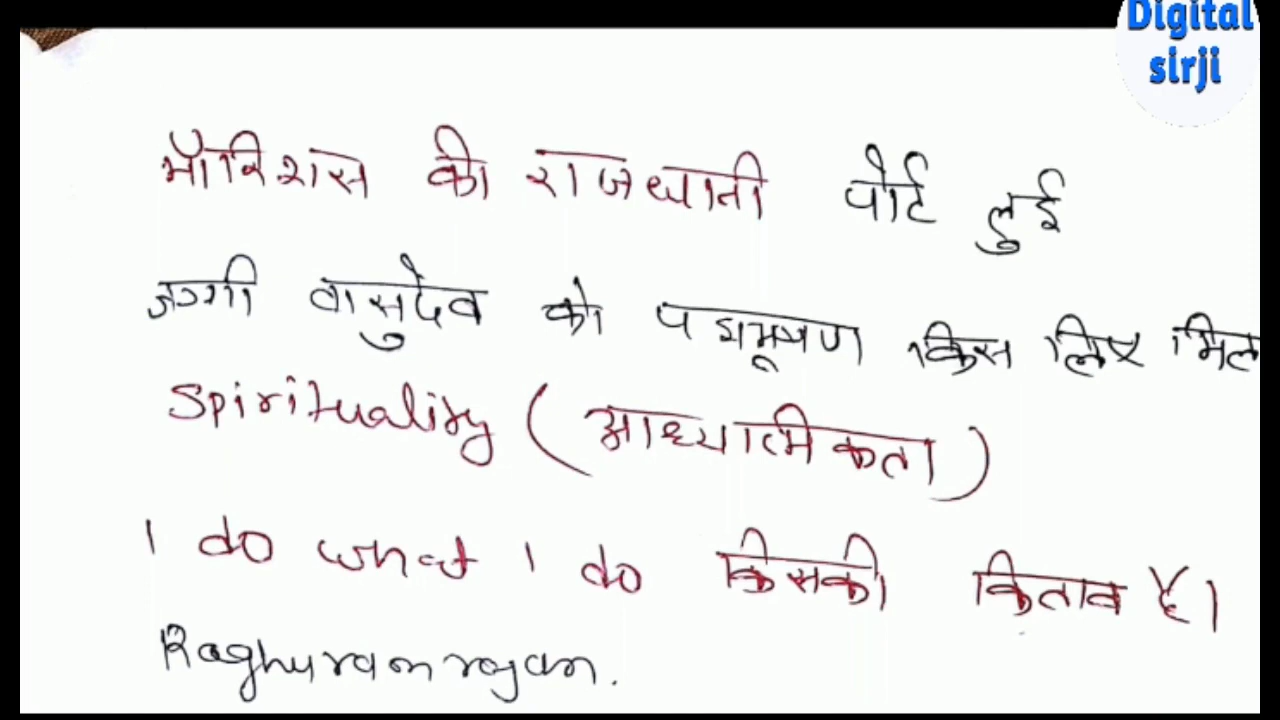 Digital
sirji
मॉरिशस की राजधानी पोर्ट लुई
जग्गी वासुदेव को पद्मभूषण किस लिए मिल
Spirituality (आध्यात्मिकता)
I do what I do किसकी किताब है।
Raghuram rajan.